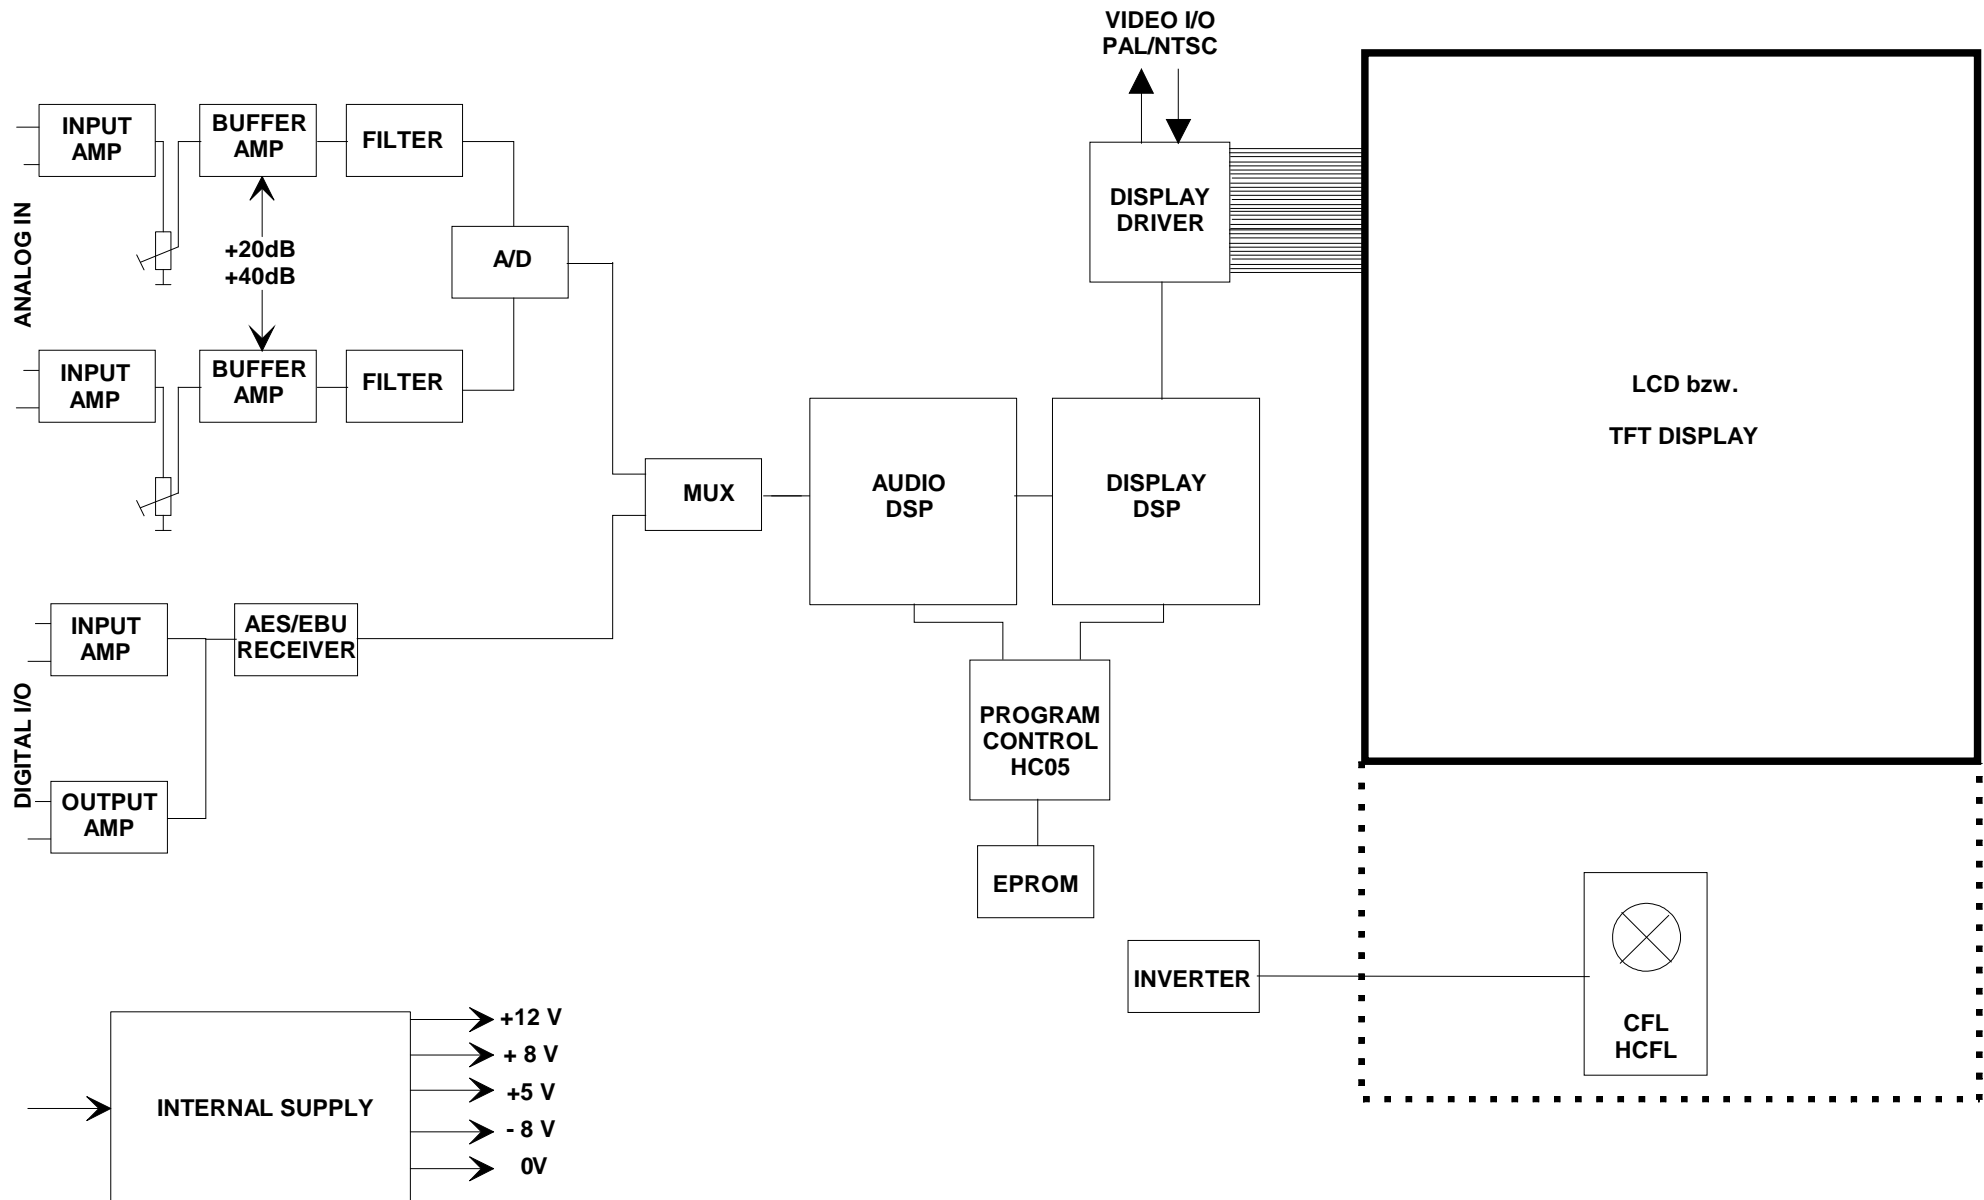 VIDEO I/O
PAL/NTSC
INPUT
AMP
BUFFER
AMP
FILTER
ANALOG IN
+20dB
+40dB
A/D
INPUT
AMP
BUFFER
AMP
FILTER
DISPLAY
DRIVER
LCD bzw.
TFT DISPLAY
MUX
AUDIO
DSP
DISPLAY
DSP
INPUT
AMP
AES/EBU
RECEIVER
DIGITAL I/O
OUTPUT
AMP
PROGRAM
CONTROL
HC05
EPROM
INVERTER
CFL
HCFL
INTERNAL SUPPLY
+12 V
+ 8 V
+5 V
- 8 V
0V